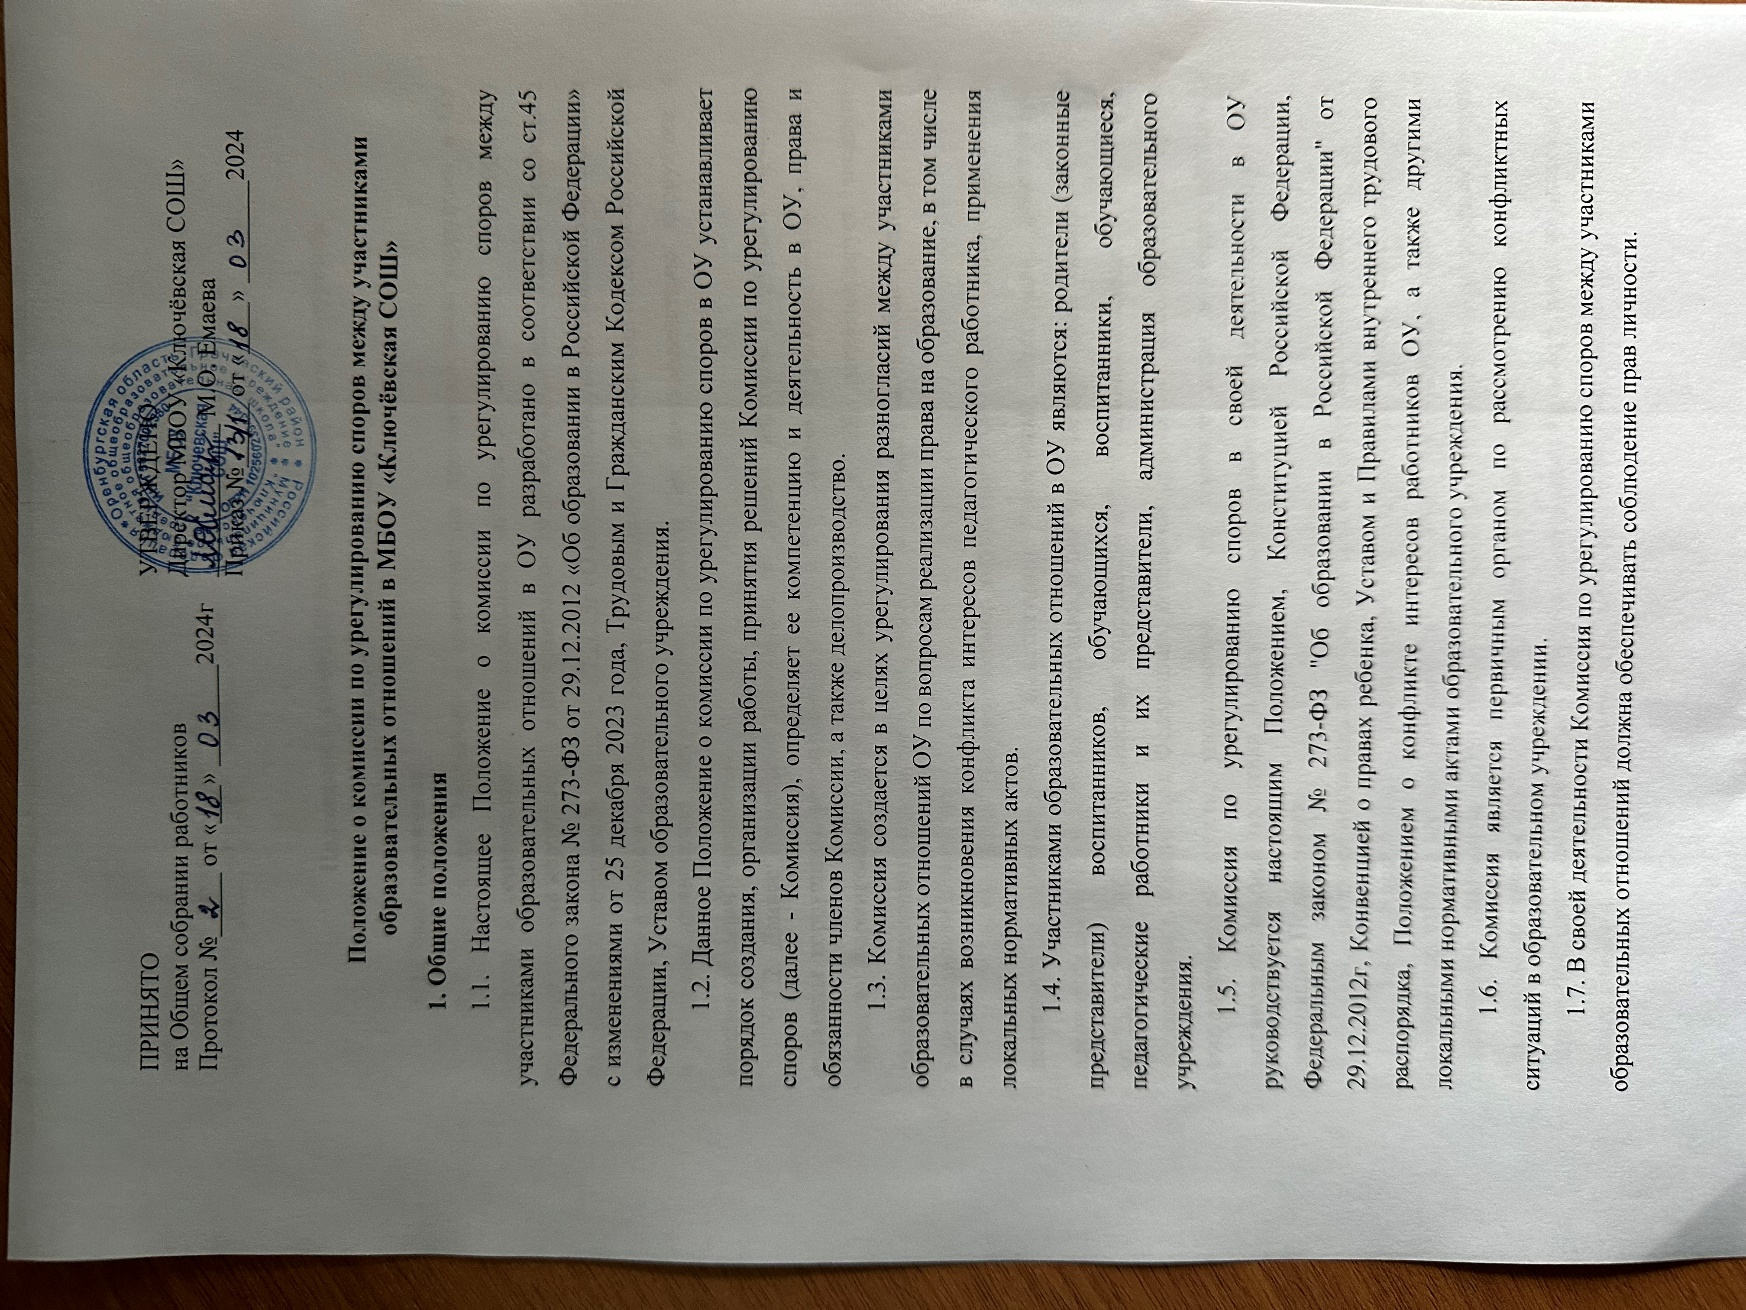 ПРИНЯТО
на Общем собрании работников
Протокол № 2 от «18» 03 2024г
УТВЕРЖДЕНО
Директор МБОУ «Ключёвская СОШ»
М.О. Емаева
Приказ № от «18» 03 2024
Положение о комиссии по урегулированию споров между участниками
образовательных отношений в МБОУ «Ключёвская СОШ»
1. Общие положения
1.1. Настоящее Положение о комиссии по урегулированию споров между
участниками образовательных отношений в ОУ разработано в соответствии со ст.45
Федерального закона № 273-ФЗ от 29.12.2012 «Об образовании в Российской Федерации»
с изменениями от 25 декабря 2023 года, Трудовым и Гражданским Кодексом Российской
Федерации, Уставом образовательного учреждения.
1.2. Данное Положение о комиссии по урегулированию споров в ОУ устанавливает
порядок создания, организации работы, принятия решений Комиссии по урегулированию
споров (далее - Комиссия), определяет ее компетенцию и деятельность в ОУ, права и
обязанности членов Комиссии, а также делопроизводство.
1.3. Комиссия создается в целях урегулирования разногласий между участниками
образовательных отношений ОУ по вопросам реализации права на образование, в том числе
в случаях возникновения конфликта интересов педагогического работника, применения
локальных нормативных актов.
1.4. Участниками образовательных отношений в ОУ являются: родители (законные
представители) воспитанников, обучающихся, воспитанники, обучающиеся,
педагогические работники и их представители, администрация образовательного
учреждения.
1.5. Комиссия по урегулированию споров в своей деятельности в ОУ
руководствуется настоящим Положением, Конституцией Российской Федерации,
Федеральным законом № 273-ФЗ "Об образовании в Российской Федерации" от
29.12.2012г, Конвенцией о правах ребенка, Уставом и Правилами внутреннего трудового
распорядка, Положением о конфликте интересов работников ОУ, а также другими
локальными нормативными актами образовательного учреждения.
1.6. Комиссия является первичным органом по рассмотрению конфликтных
ситуаций в образовательном учреждении.
1.7. В своей деятельности Комиссия по урегулированию споров между участниками
образовательных отношений должна обеспечивать соблюдение прав личности.